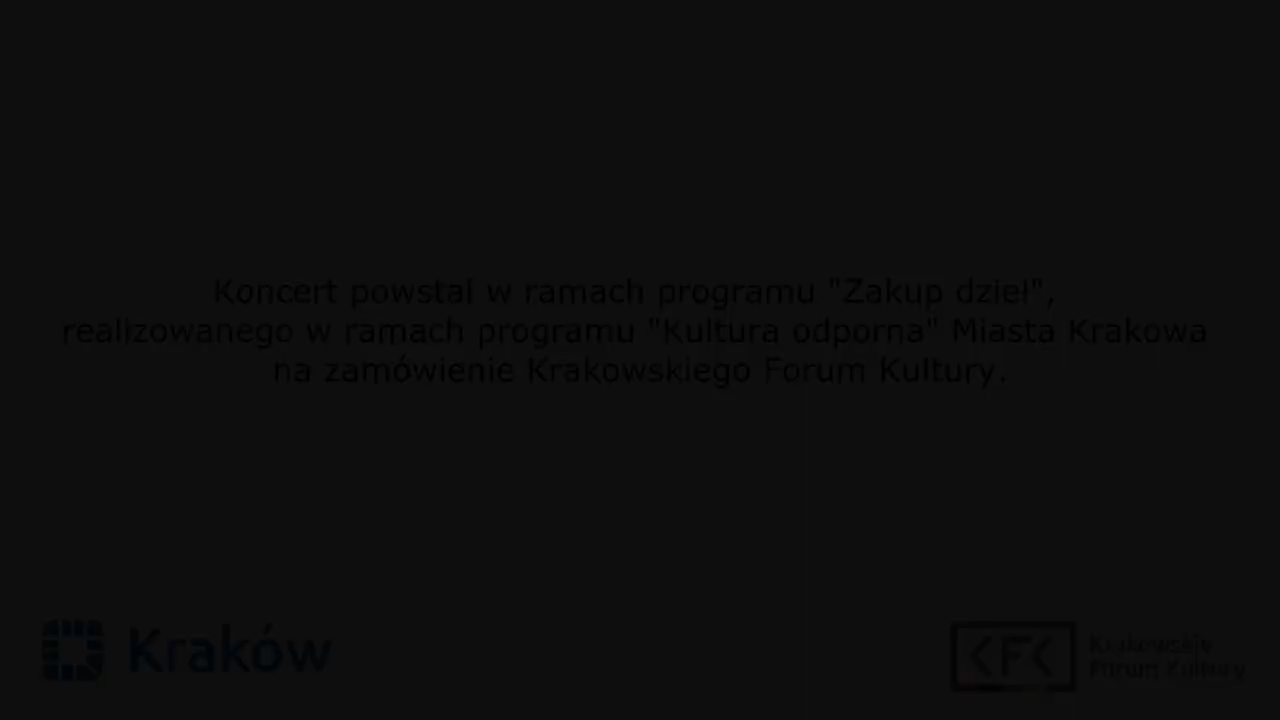 Koncert powstał w ramach programu "Zakup dzieł",
realizowanego w ramach programu "Kultura odporna" Miasta Krakowa
na zamówienie Krakowskiego Forum Kultury.
Kraków
KFK
Krakowskie
Forum Kultury